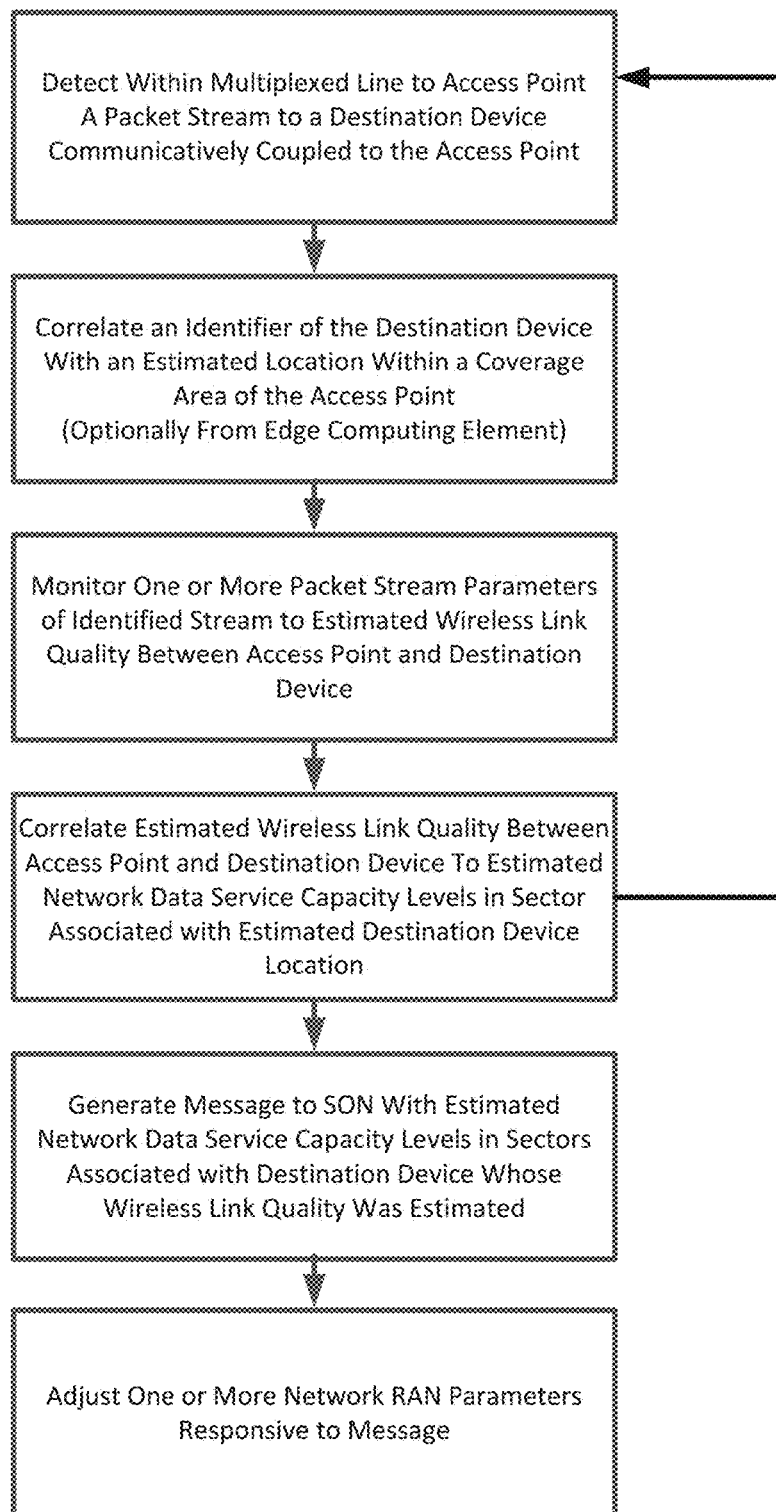 Detect Within Multiplexed Line to Access Point
A Packet Stream to a Destination Device
Communicatively Coupled to the Access Point
Correlate an Identifier of the Destination Device
With an Estimated Location Within a Coverage
Area of the Access Point
(Optionally From Edge Computing Element)
Monitor One or More Packet Stream Parameters
of Identified Stream to Estimated Wireless Link
Quality Between Access Point and Destination
Device
Correlate Estimated Wireless Link Quality Between
Access Point and Destination Device To Estimated
Network Data Service Capacity Levels in Sector
Associated with Estimated Destination Device
Location
Generate Message to SON With Estimated
Network Data Service Capacity Levels in Sectors
Associated with Destination Device Whose
Wireless Link Quality Was Estimated
Adjust One or More Network RAN Parameters
Responsive to Message